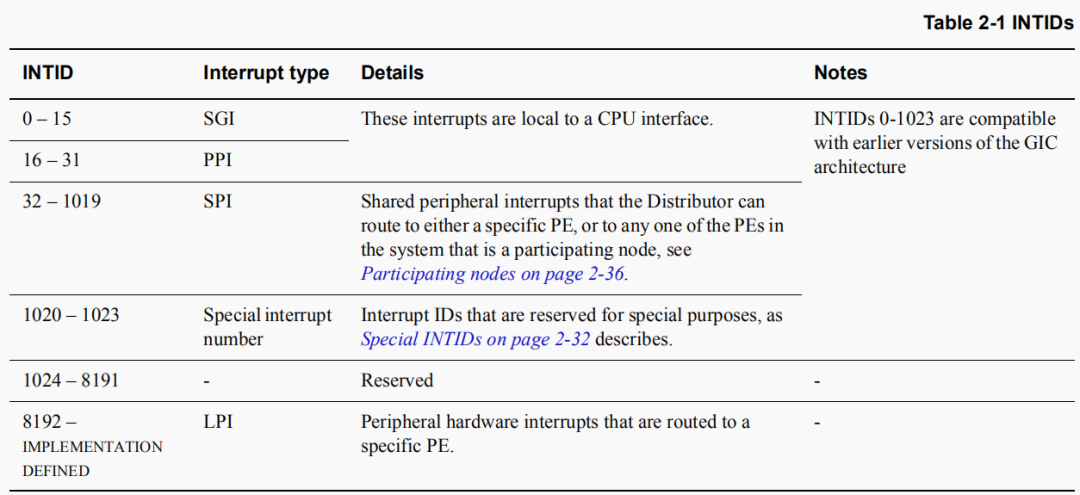 Table 2-1 INTIDs
INTID Interrupt type Details Notes
0 – 15 SGI These interrupts are local to a CPU interface. INTIDs 0-1023 are compatible
with earlier versions of the GIC
architecture
16 – 31 PPI
32 – 1019 SPI Shared peripheral interrupts that the Distributor can
route to either a specific PE, or to any one of the PEs in
the system that is a participating node, see
Participating nodes on page 2-36.
1020 – 1023 Special interrupt Interrupt IDs that are reserved for special purposes, as
number Special INTIDs on page 2-32 describes.
1024 – 8191 - Reserved -
8192 – LPI Peripheral hardware interrupts that are routed to a -
IMPLEMENTATION specific PE.
DEFINED